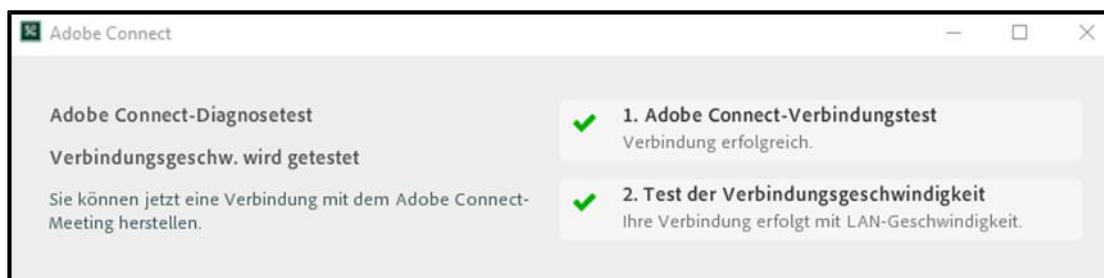 Adobe Connect
Adobe Connect-Diagnosetest
Verbindungsgeschw. wird getestet
Sie können jetzt eine Verbindung mit dem Adobe Connect-
Meeting herstellen.
1. Adobe Connect-Verbindungstest
Verbindung erfolgreich.
2. Test der Verbindungsgeschwindigkeit
Ihre Verbindung erfolgt mit LAN-Geschwindigkeit.